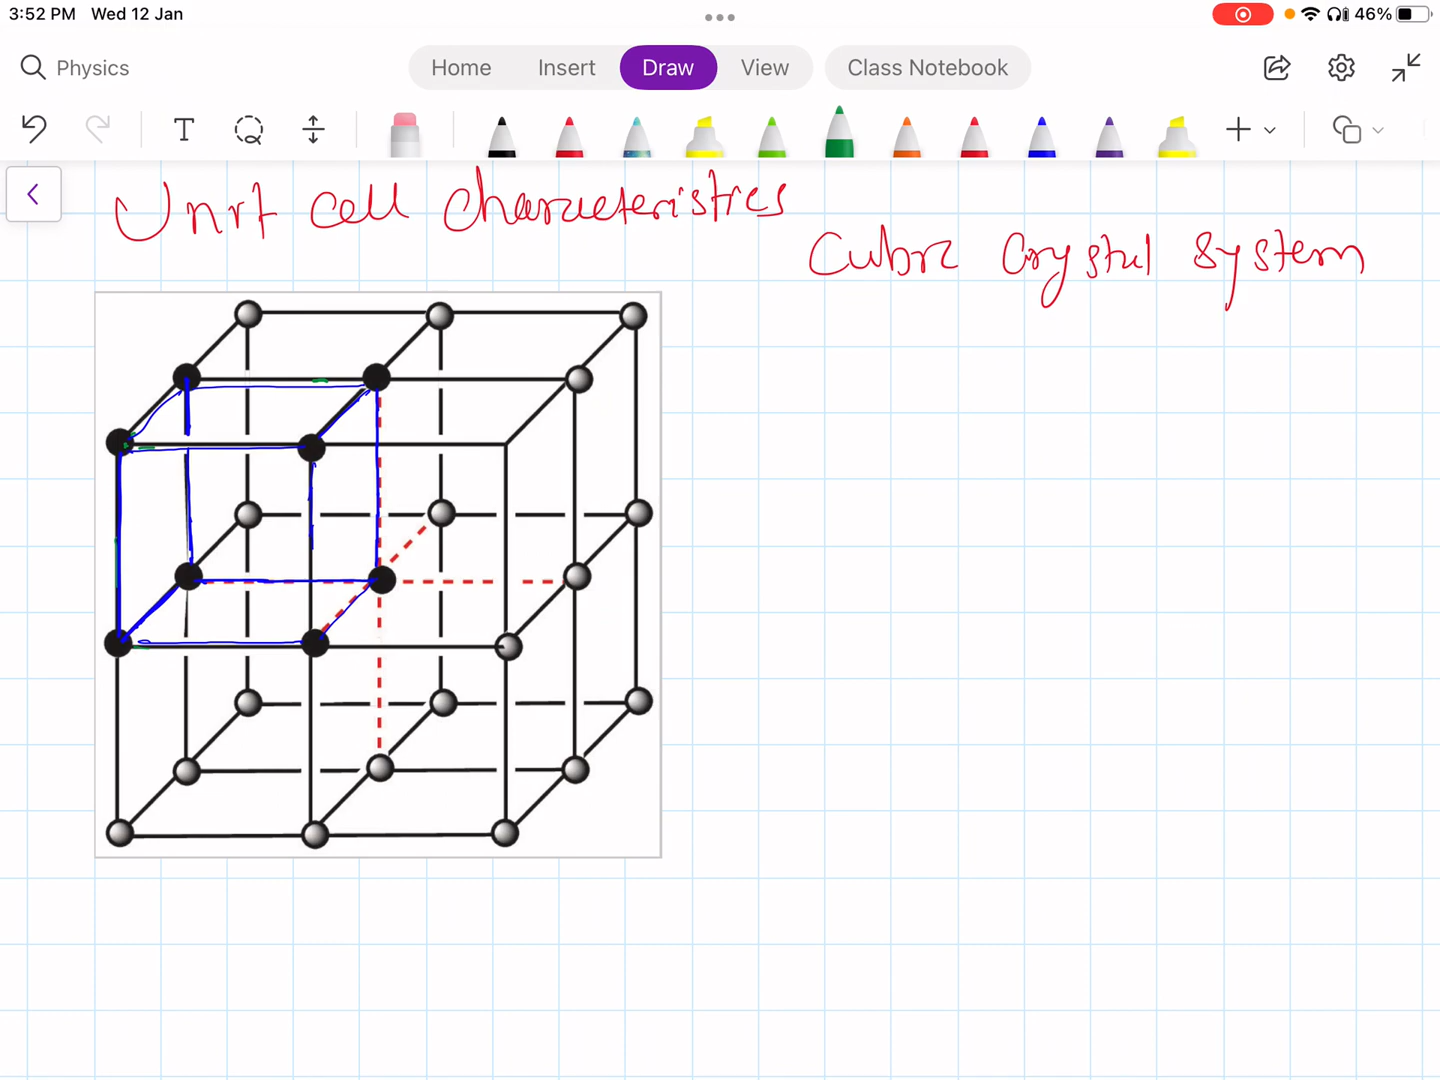 3:52 PM Wed 12 Jan
46%
Physics
Home Insert Draw View Class Notebook
T
Unit cell characteristics
Cubic Crystal System